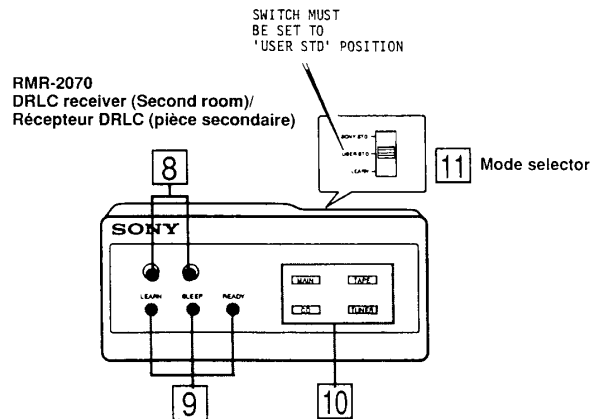 SWITCH MUST
BE SET TO
'USER STD' POSITION
RMR-2070
DRLC receiver (Second room)/
Récepteur DRLC (pièce secondaire)
SONY STD
USER STD
LEARN
11 Mode selector
8
SONY
LEARN SLEEP READY
MAIN TAPE
CD TUNER
9
10